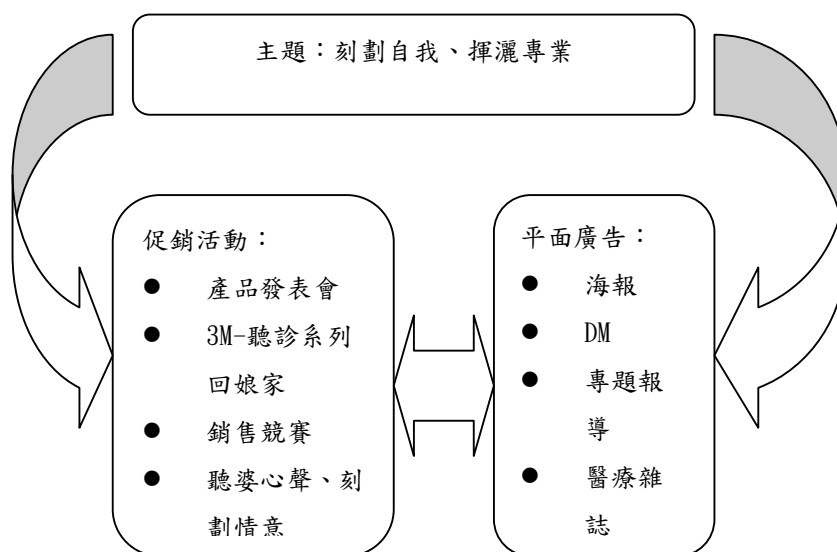 主題：刻劃自我、揮灑專業
促銷活動：
● 產品發表會
● 3M-聽診系列
回娘家
● 銷售競賽
● 聽婆心聲、刻
劃情意
平面廣告：
● 海報
● DM
● 專題報
導
● 醫療雜
誌